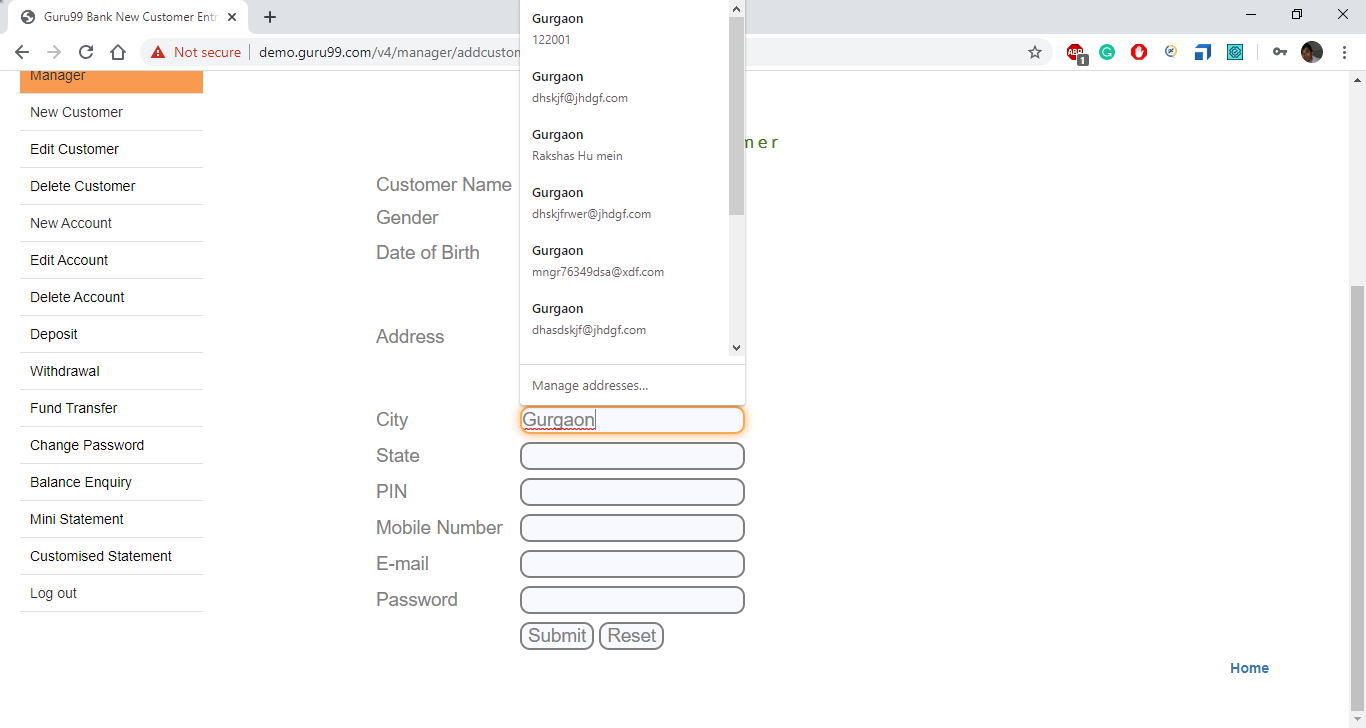 Guru99 Bank New Customer Entr
Not secure
demo.guru99.com/v4/manager/addcustom
ABP
1
Manager
New Customer
Edit Customer
Delete Customer
New Account
Edit Account
Delete Account
Deposit
Withdrawal
Fund Transfer
Change Password
Balance Enquiry
Mini Statement
Customised Statement
Log out
mer
Customer Name
Gender
Date of Birth
Address
Gurgaon
122001
Gurgaon
dhskjf@jhdgf.com
Gurgaon
Rakshas Hu mein
Gurgaon
dhskjfrwer@jhdgf.com
Gurgaon
mngr76349dsa@xdf.com
Gurgaon
dhasdskjf@jhdgf.com
Manage addresses...
City Gurgaon
State
PIN
Mobile Number
E-mail
Password
Submit Reset
Home